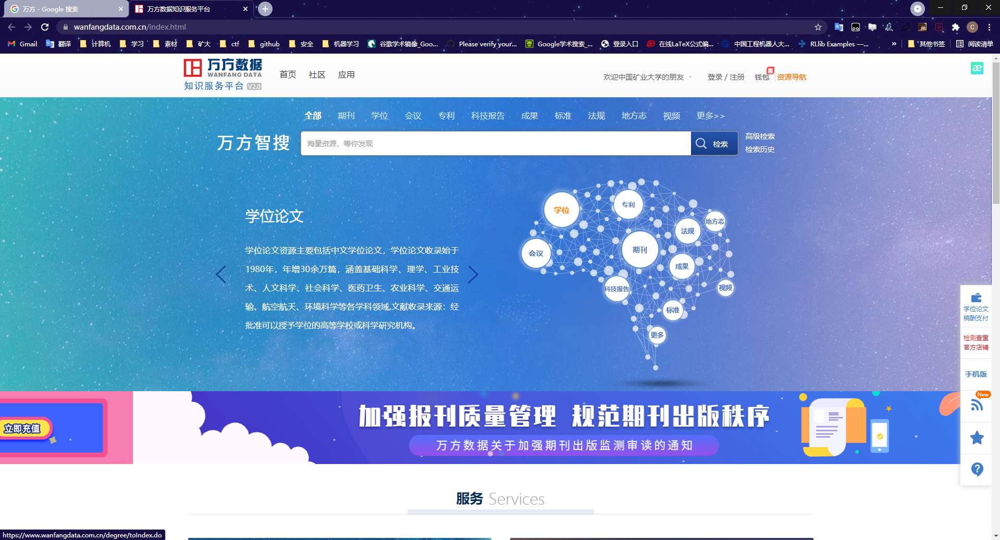 万方 - Google 搜索
万方数据知识服务平台
wanfangdata.com.cn/index.html
Gmail
翻译
计算机
学习
素材
矿大
ctf
github
安全
机器学习
谷歌学术镜像_Goo...
Please verify your...
Google学术搜索_...
登录入口
在线LaTeX公式编...
中国工程机器人大...
RLlib Examples —...
»
其他书签
阅读清单
C
万方数据
WANFANG DATA
知识服务平台 V2.0
首页
社区
应用
欢迎中国矿业大学的朋友
登录 / 注册
钱包
惠
资源导航
æ
全部
期刊
学位
会议
专利
科技报告
成果
标准
法规
地方志
视频
更多>>
万方智搜
海量资源，等你发现
检索
高级检索
检索历史
学位论文
学位论文资源主要包括中文学位论文，学位论文收录始于
1980年，年增30余万篇，涵盖基础科学、理学、工业技
术、人文科学、社会科学、医药卫生、农业科学、交通运
输、航空航天、环境科学等各学科领域,文献收录来源：经
批准可以授予学位的高等学校或科学研究机构。
学位
专利
地方志
法规
期刊
会议
成果
科技报告
视频
标准
更多
学位论文
稿酬支付
检测查重
官方店铺
手机版
New
立即充值
加强报刊质量管理 规范期刊出版秩序
万方数据关于加强期刊出版监测审读的通知
服务 Services
https://www.wanfangdata.com.cn/degree/toIndex.do